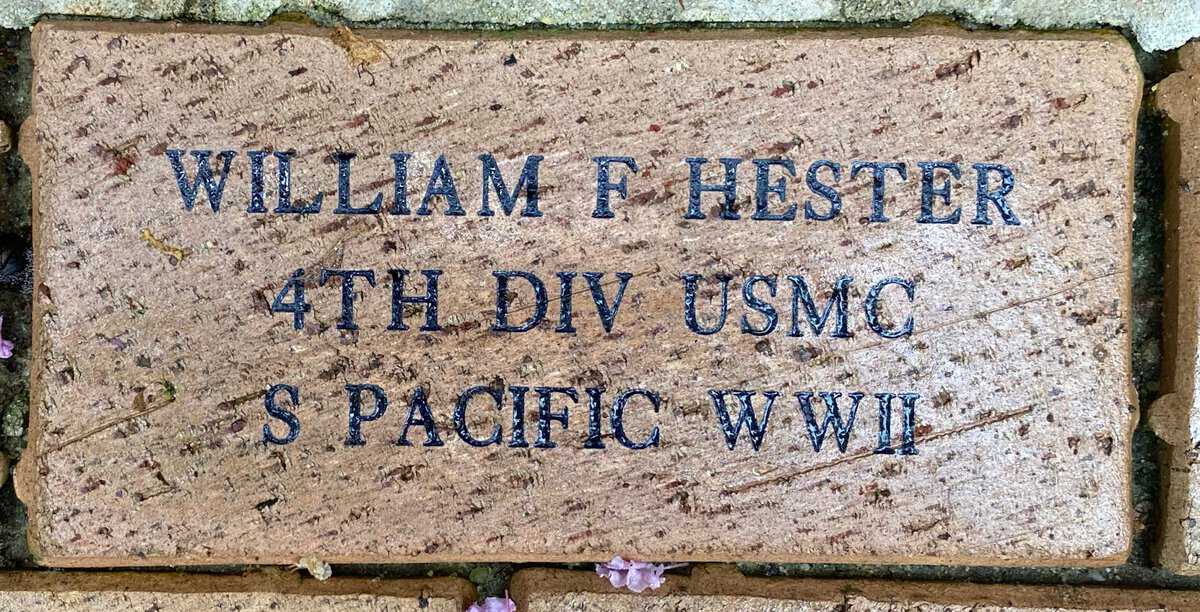 WILLIAM F HESTER
4TH DIV USMC
S PACIFIC WWII